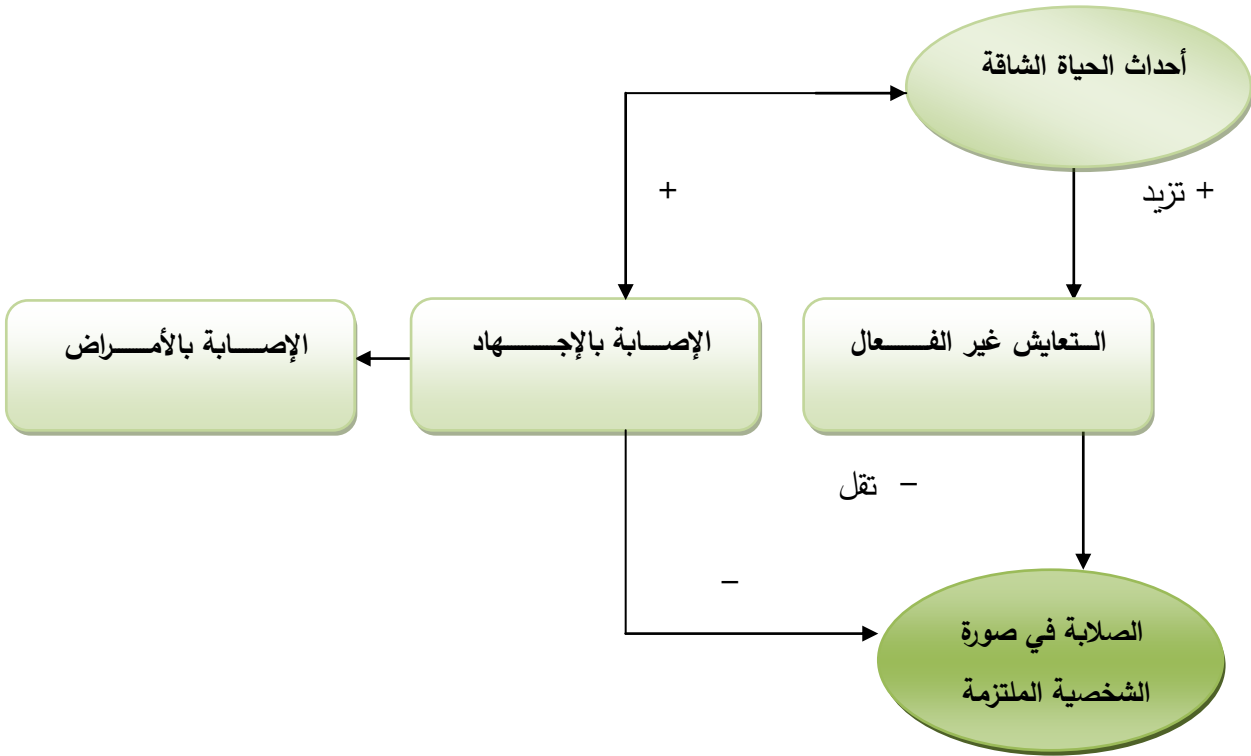 أحداث الحياة الشاقة
+ تزيد
+
التعايش غير الفعال
الإصابة بالإجهاد
الإصابة بالأمراض
– تقل
–
الصلابة في صورة
الشخصية الملتزمة